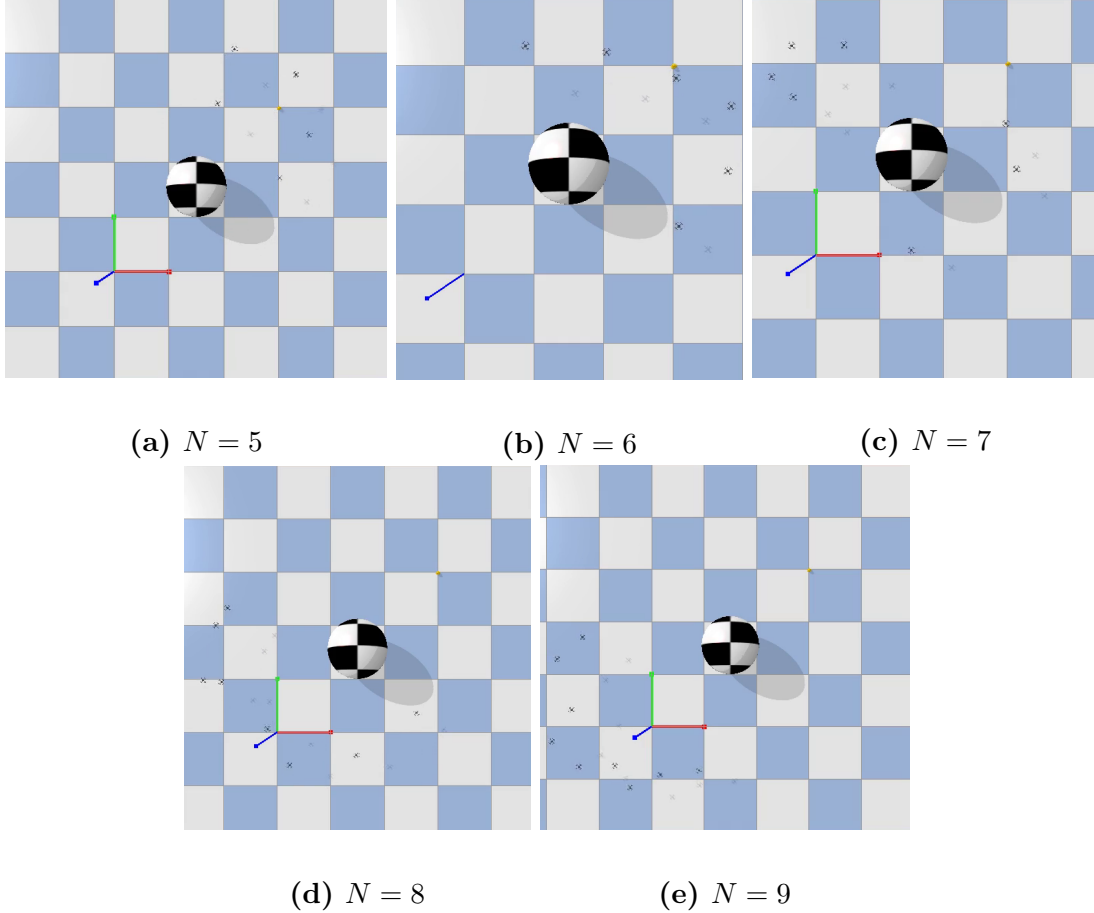 (a) N = 5
(b) N = 6
(c) N = 7
(d) N = 8
(e) N = 9